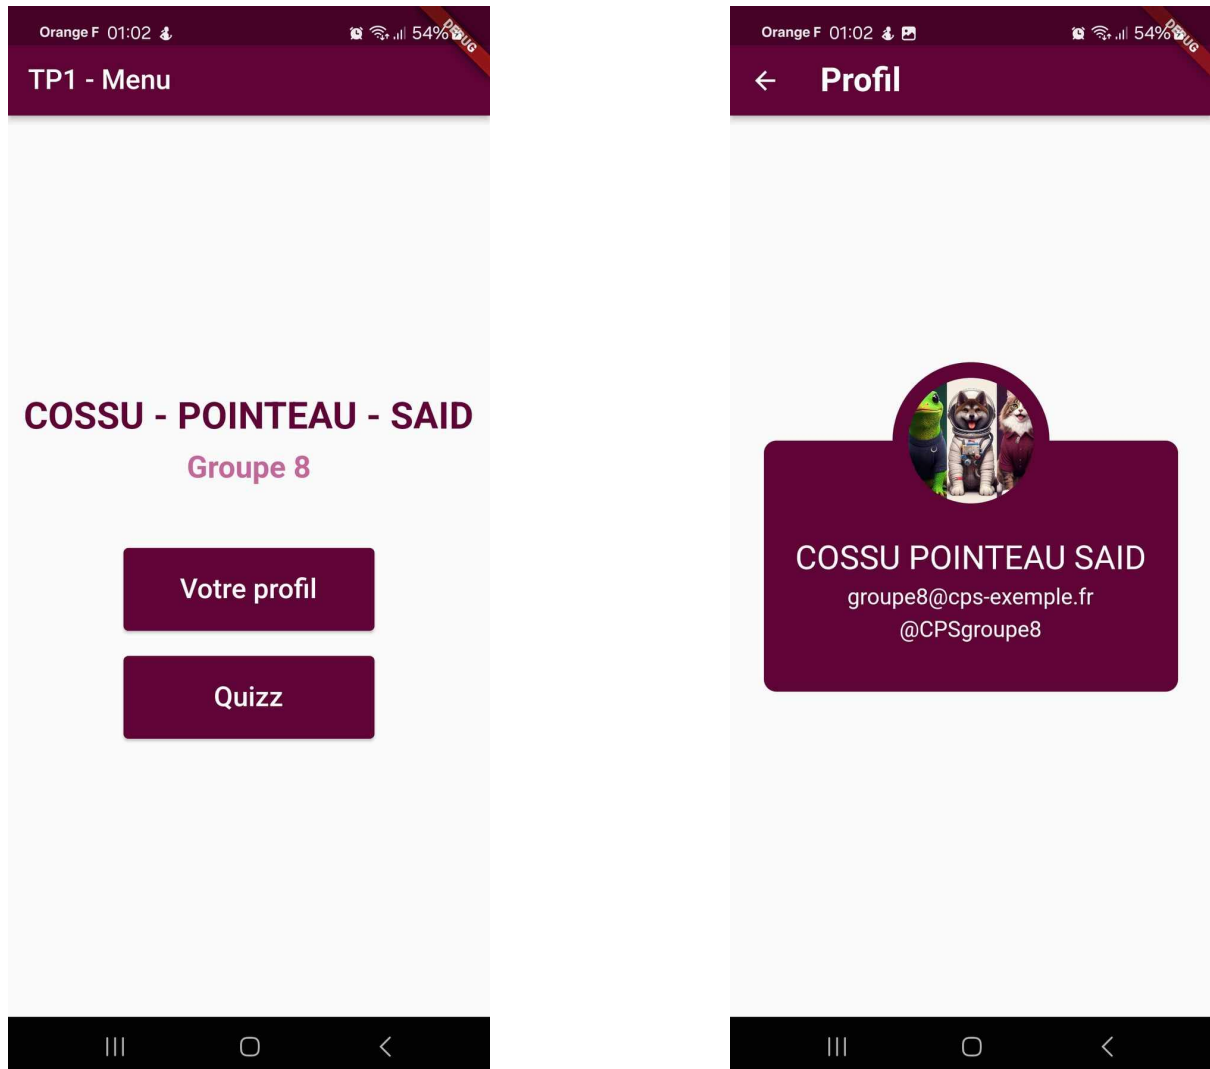 Orange F 01:02 54%
DEBUG
TP1 - Menu
COSSU - POINTEAU - SAID
Groupe 8
Votre profil
Quizz
Orange F 01:02 54%
DEBUG
Profil
COSSU POINTEAU SAID
groupe8@cps-exemple.fr
@CPSgroupe8